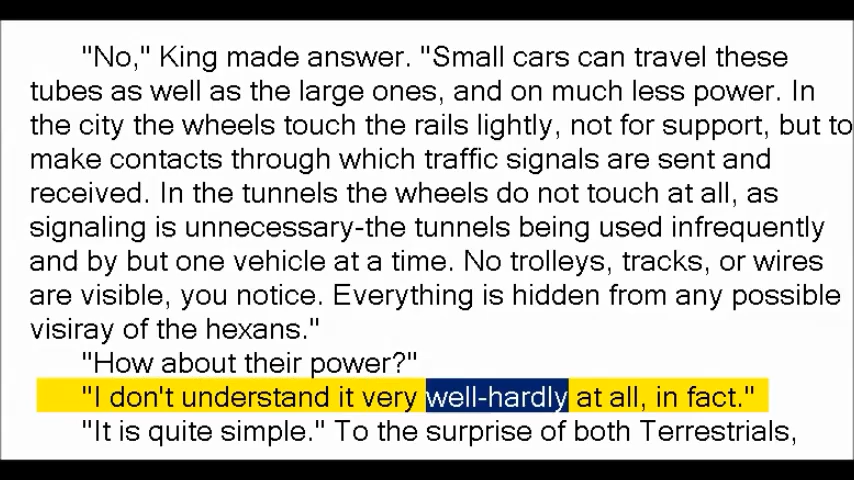 "No," King made answer. "Small cars can travel these
tubes as well as the large ones, and on much less power. In
the city the wheels touch the rails lightly, not for support, but to
make contacts through which traffic signals are sent and
received. In the tunnels the wheels do not touch at all, as
signaling is unnecessary-the tunnels being used infrequently
and by but one vehicle at a time. No trolleys, tracks, or wires
are visible, you notice. Everything is hidden from any possible
visiray of the hexans."
"How about their power?"
"I don't understand it very well-hardly at all, in fact."
"It is quite simple." To the surprise of both Terrestrials,